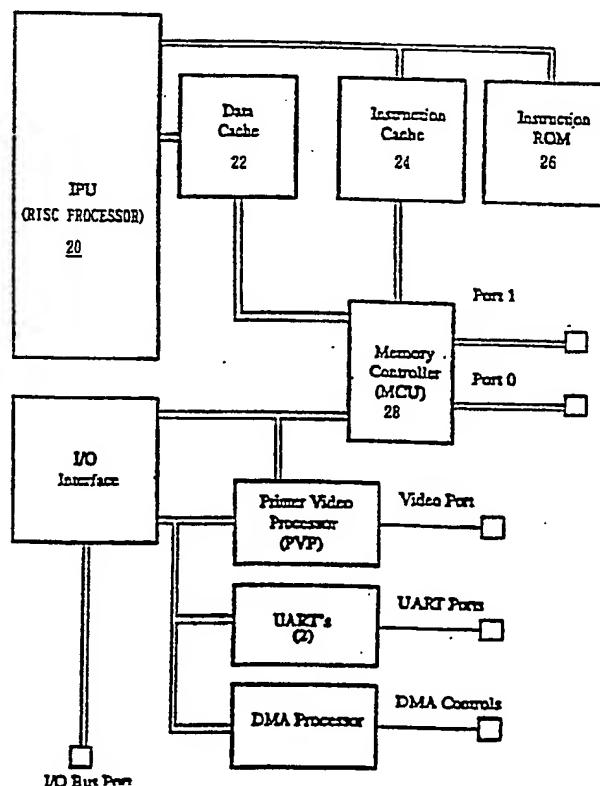 IPU
(RISC PROCESSOR)
20
Data
Cache
22
Instruction
Cache
24
Instruction
ROM
26
Port 1
Memory
Controller
(MCU)
28
Port 0
I/O
Interface
Primer Video
Processor
(PVP)
Video Port
UART's
(2)
UART Ports
DMA Processor
DMA Controls
I/O Bus Port